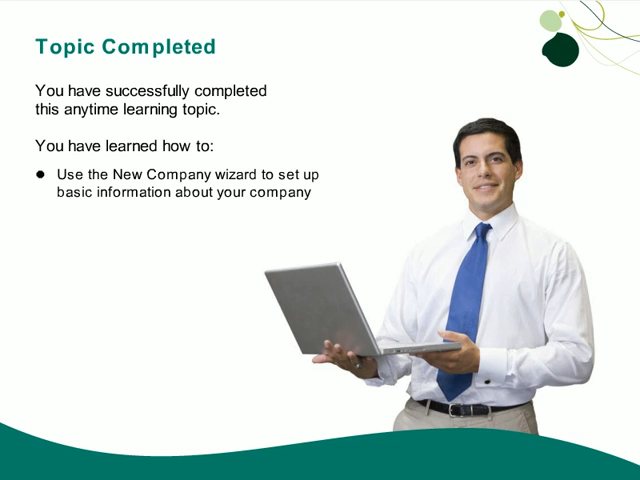 Topic Completed
You have successfully completed
this anytime learning topic.
You have learned how to:
● Use the New Company wizard to set up
basic information about your company